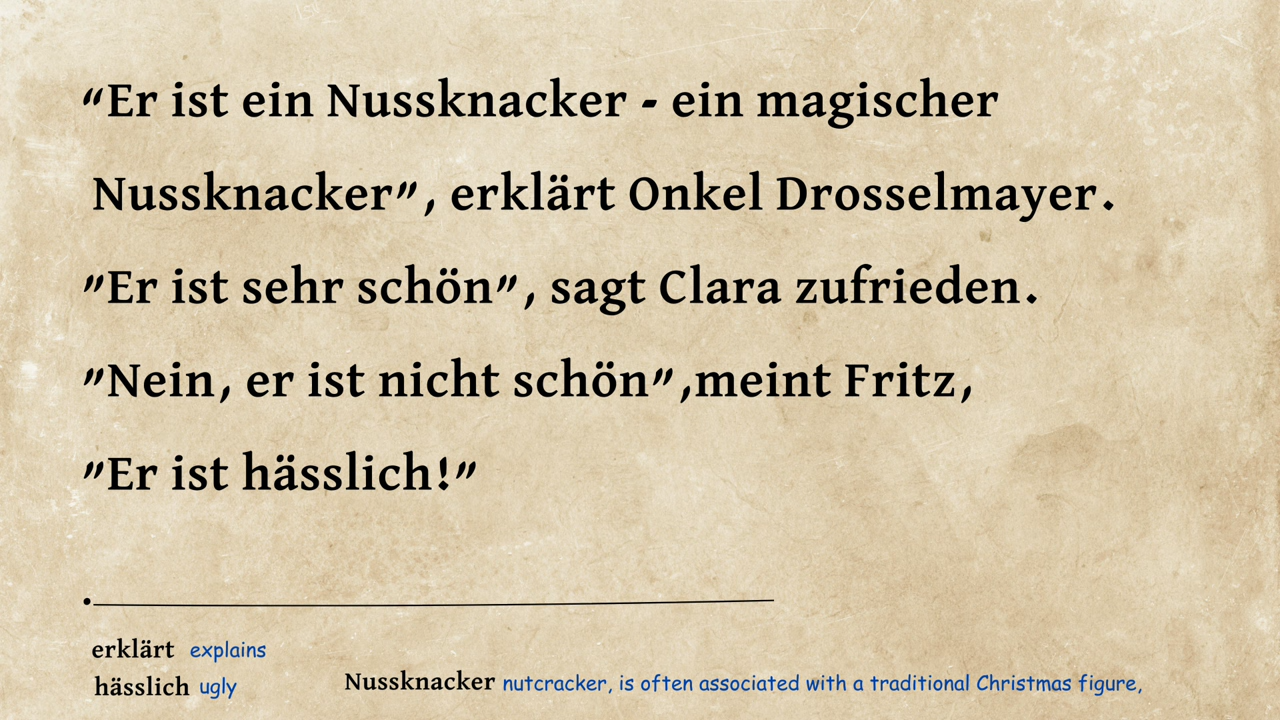 “Er ist ein Nussknacker - ein magischer
Nussknacker”, erklärt Onkel Drosselmayer.
”Er ist sehr schön”, sagt Clara zufrieden.
”Nein, er ist nicht schön”,meint Fritz,
”Er ist hässlich!”
erklärt explains
hässlich ugly
Nussknacker nutcracker, is often associated with a traditional Christmas figure,